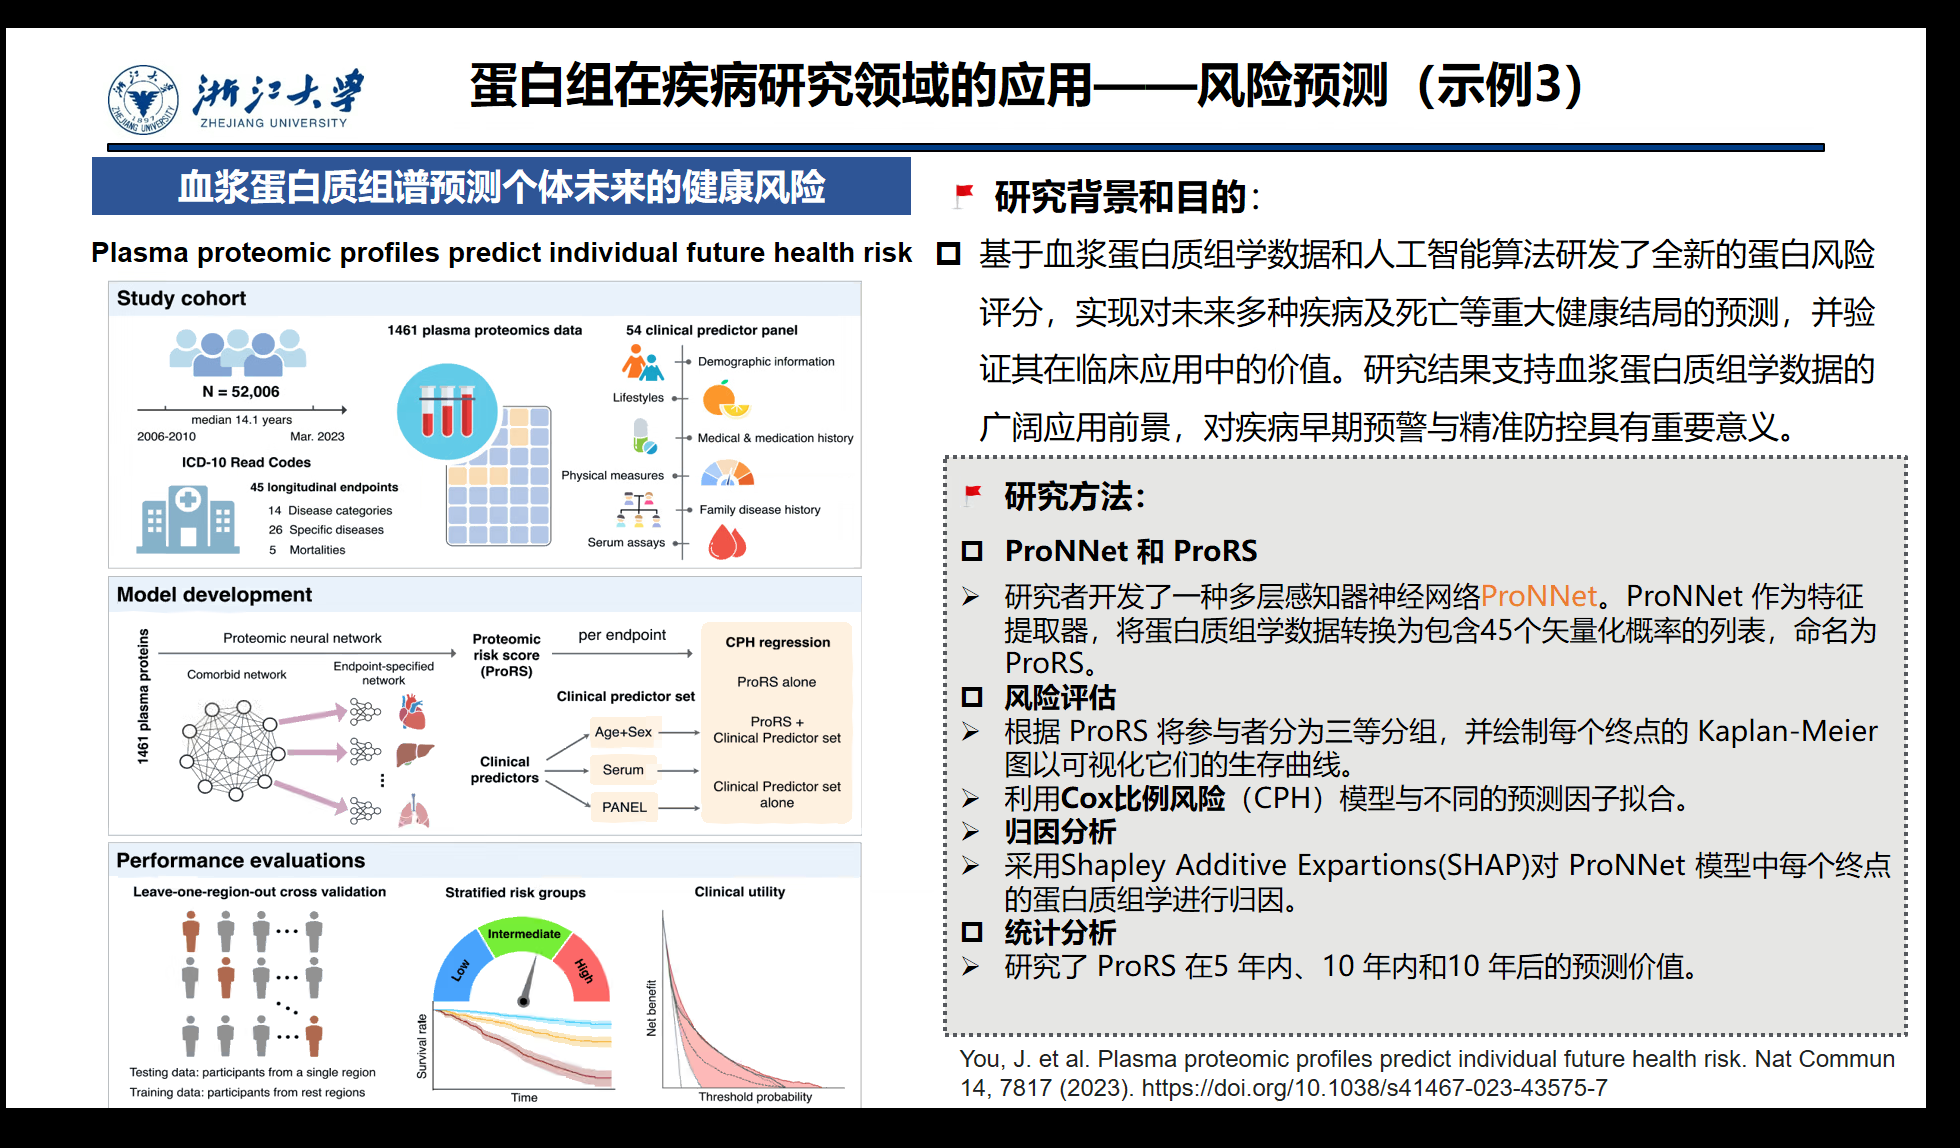 浙江大学
ZHEJIANG UNIVERSITY
1897
蛋白组在疾病研究领域的应用——风险预测（示例3）
血浆蛋白质组谱预测个体未来的健康风险
Plasma proteomic profiles predict individual future health risk
Study cohort
N = 52,006
median 14.1 years
2006-2010
Mar. 2023
ICD-10 Read Codes
45 longitudinal endpoints
14 Disease categories
26 Specific diseases
5 Mortalities
1461 plasma proteomics data
54 clinical predictor panel
Demographic information
Lifestyles
Medical & medication history
Physical measures
Family disease history
Serum assays
Model development
1461 plasma proteins
Proteomic neural network
Comorbid network
Endpoint-specified
network
Proteomic
risk score
(ProRS)
per endpoint
Clinical predictor set
Clinical
predictors
Age+Sex
Serum
PANEL
CPH regression
ProRS alone
ProRS +
Clinical Predictor set
Clinical Predictor set
alone
Performance evaluations
Leave-one-region-out cross validation
Testing data: participants from a single region
Training data: participants from rest regions
Stratified risk groups
Low
Intermediate
High
Survival rate
Time
Clinical utility
Net benefit
Threshold probability
研究背景和目的：
基于血浆蛋白质组学数据和人工智能算法研发了全新的蛋白风险
评分，实现对未来多种疾病及死亡等重大健康结局的预测，并验
证其在临床应用中的价值。研究结果支持血浆蛋白质组学数据的
广阔应用前景，对疾病早期预警与精准防控具有重要意义。
研究方法：
ProNNet 和 ProRS
研究者开发了一种多层感知器神经网络ProNNet。ProNNet 作为特征
提取器，将蛋白质组学数据转换为包含45个矢量化概率的列表，命名为
ProRS。
风险评估
根据 ProRS 将参与者分为三等分组，并绘制每个终点的 Kaplan-Meier
图以可视化它们的生存曲线。
利用Cox比例风险（CPH）模型与不同的预测因子拟合。
归因分析
采用Shapley Additive Expartions(SHAP)对 ProNNet 模型中每个终点
的蛋白质组学进行归因。
统计分析
研究了 ProRS 在5 年内、10 年内和10 年后的预测价值。
You, J. et al. Plasma proteomic profiles predict individual future health risk. Nat Commun
14, 7817 (2023). https://doi.org/10.1038/s41467-023-43575-7